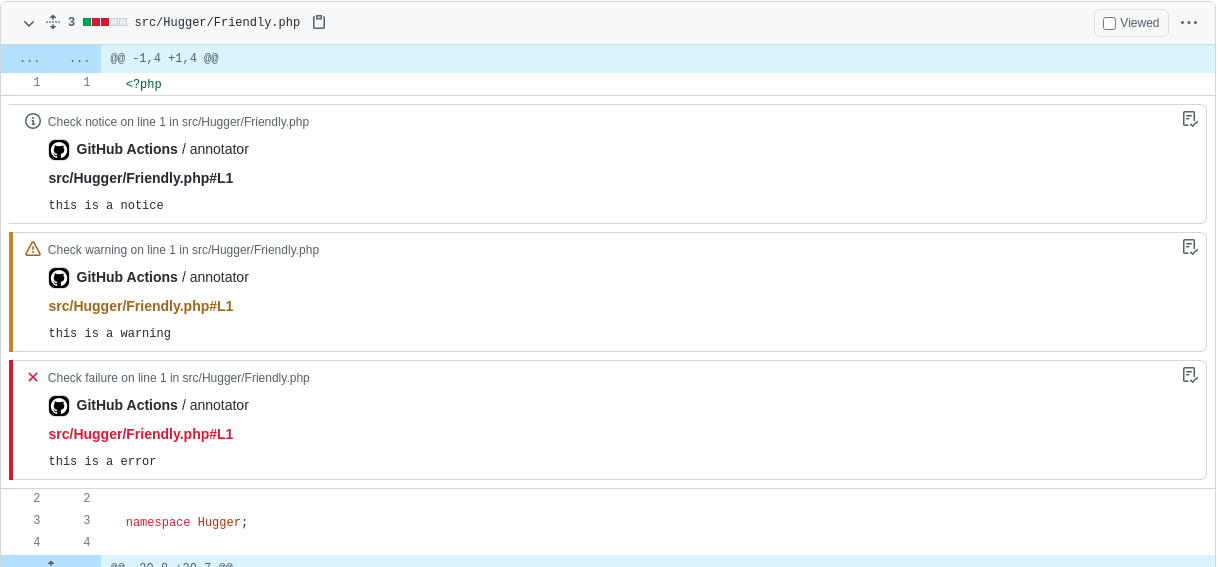 3 src/Hugger/Friendly.php Viewed
... ... @@ -1,4 +1,4 @@
1 1 <?php
Check notice on line 1 in src/Hugger/Friendly.php
GitHub Actions / annotator
src/Hugger/Friendly.php#L1
this is a notice
Check warning on line 1 in src/Hugger/Friendly.php
GitHub Actions / annotator
src/Hugger/Friendly.php#L1
this is a warning
Check failure on line 1 in src/Hugger/Friendly.php
GitHub Actions / annotator
src/Hugger/Friendly.php#L1
this is a error
2 2
3 3 namespace Hugger;
4 4